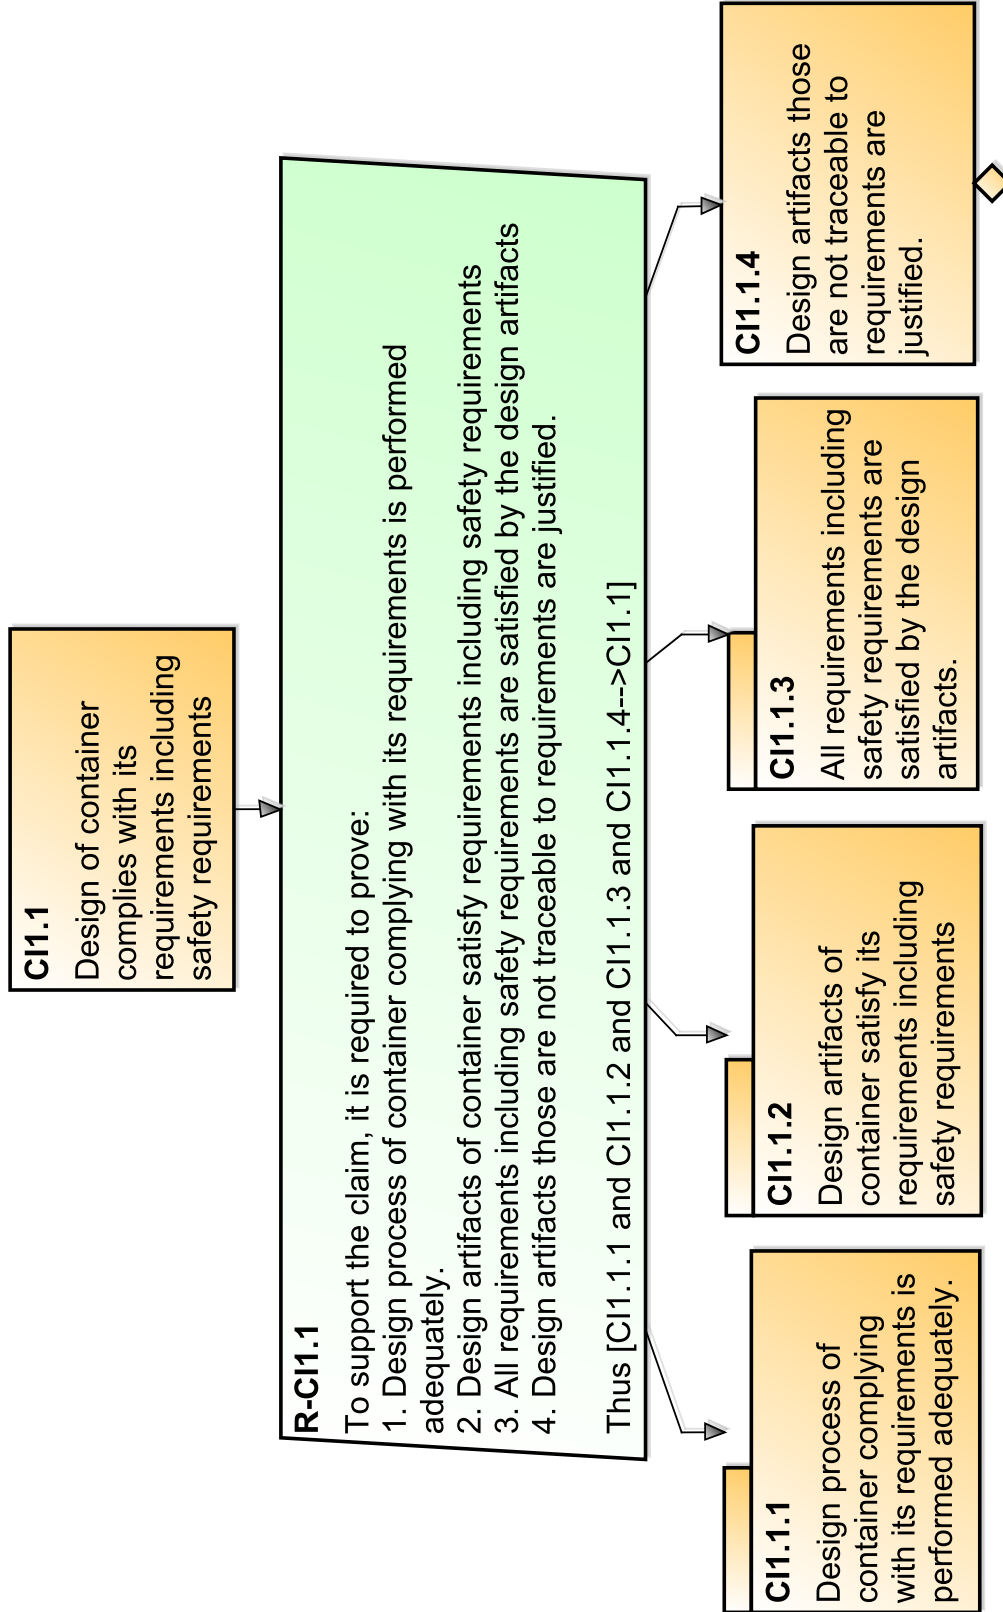 Cl1.1
Design of container
complies with its
requirements including
safety requirements
R-Cl1.1
To support the claim, it is required to prove:
1. Design process of container complying with its requirements is performed
adequately.
2. Design artifacts of container satisfy requirements including safety requirements
3. All requirements including safety requirements are satisfied by the design artifacts
4. Design artifacts those are not traceable to requirements are justified.
Thus [Cl1.1.1 and Cl1.1.2 and Cl1.1.3 and Cl1.1.4-->Cl1.1]
Cl1.1.1
Design process of
container complying
with its requirements is
performed adequately.
Cl1.1.2
Design artifacts of
container satisfy its
requirements including
safety requirements
Cl1.1.3
All requirements including
safety requirements are
satisfied by the design
artifacts.
Cl1.1.4
Design artifacts those
are not traceable to
requirements are
justified.